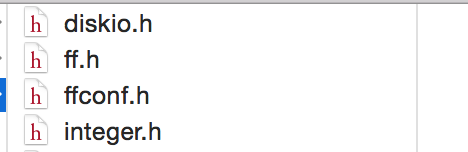 h diskio.h
h ff.h
h ffconf.h
h integer.h